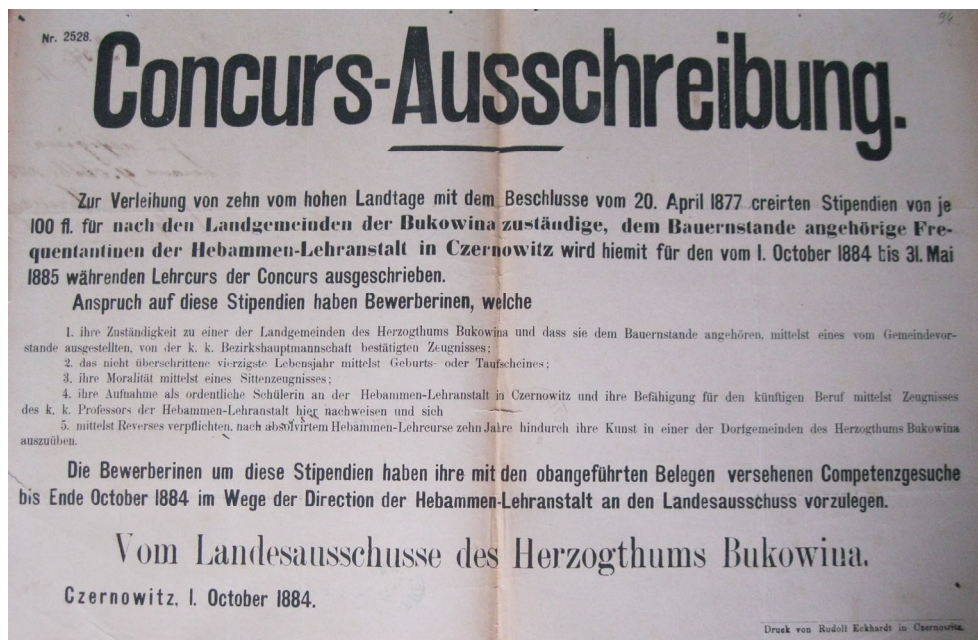 94
Nr. 2528.
Concurs-Ausschreibung.
Zur Verleihung von zehn vom hohen Landtage mit dem Beschlusse vom 20. April 1877 creirten Stipendien von je
100 fl. für nach den Landgemeinden der Bukowina zuständige, dem Bauernstande angehörige Fre-
quentantinen der Hebammen-Lehranstalt in Czernowitz wird hiemit für den vom 1. October 1884 bis 31. Mai
1885 währenden Lehrcurs der Concurs ausgeschrieben.
Anspruch auf diese Stipendien haben Bewerberinen, welche
1. ihre Zuständigkeit zu einer der Landgemeinden des Herzogthums Bukowina und dass sie dem Bauernstande angehören, mittelst eines vom Gemeindevor-
stande ausgestellten, von der k. k. Bezirkshauptmannschaft bestätigten Zeugnisses;
2. das nicht überschrittene vierzigste Lebensjahr mittelst Geburts- oder Taufscheines;
3. ihre Moralität mittelst eines Sittenzeugnisses;
4. ihre Aufnahme als ordentliche Schülerin an der Hebammen-Lehranstalt in Czernowitz und ihre Befähigung für den künftigen Beruf mittelst Zeugnisses
des k. k. Professors der Hebammen-Lehranstalt hier nachweisen und sich
5. mittelst Reverses verpflichten, nach absolvirtem Hebammen-Lehrcurse zehn Jahre hindurch ihre Kunst in einer der Dorfgemeinden des Herzogthums Bukowina
auszuüben.
Die Bewerberinen um diese Stipendien haben ihre mit den obangeführten Belegen versehenen Competenzgesuche
bis Ende October 1884 im Wege der Direction der Hebammen-Lehranstalt an den Landesausschuss vorzulegen.
Vom Landesausschusse des Herzogthums Bukowina.
Czernowitz, 1. October 1884.
Druck von Rudolf Eckhardt in Czernowitz.